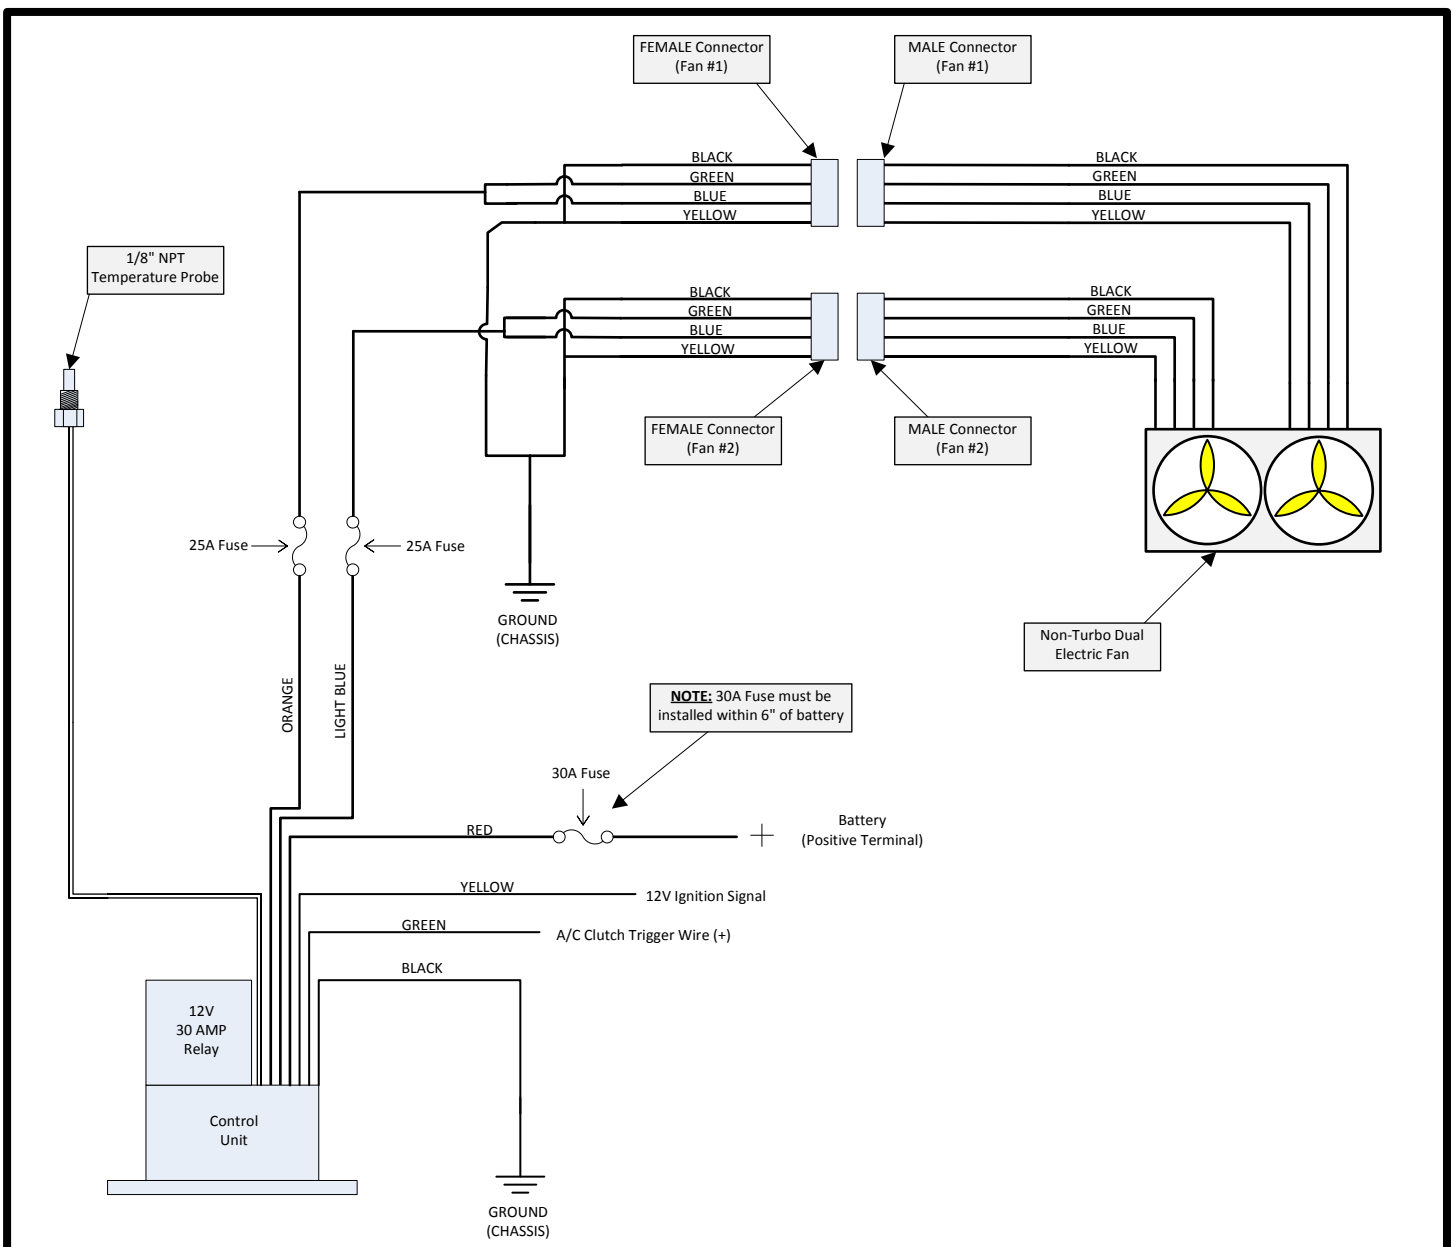 FEMALE Connector
(Fan #1)
MALE Connector
(Fan #1)
BLACK
GREEN
BLUE
YELLOW
BLACK
GREEN
BLUE
YELLOW
1/8" NPT
Temperature Probe
BLACK
GREEN
BLUE
YELLOW
BLACK
GREEN
BLUE
YELLOW
FEMALE Connector
(Fan #2)
MALE Connector
(Fan #2)
25A Fuse
25A Fuse
GROUND
(CHASSIS)
Non-Turbo Dual
Electric Fan
ORANGE
LIGHT BLUE
NOTE: 30A Fuse must be
installed within 6" of battery
30A Fuse
RED
Battery
(Positive Terminal)
YELLOW
12V Ignition Signal
GREEN
A/C Clutch Trigger Wire (+)
BLACK
12V
30 AMP
Relay
Control
Unit
GROUND
(CHASSIS)